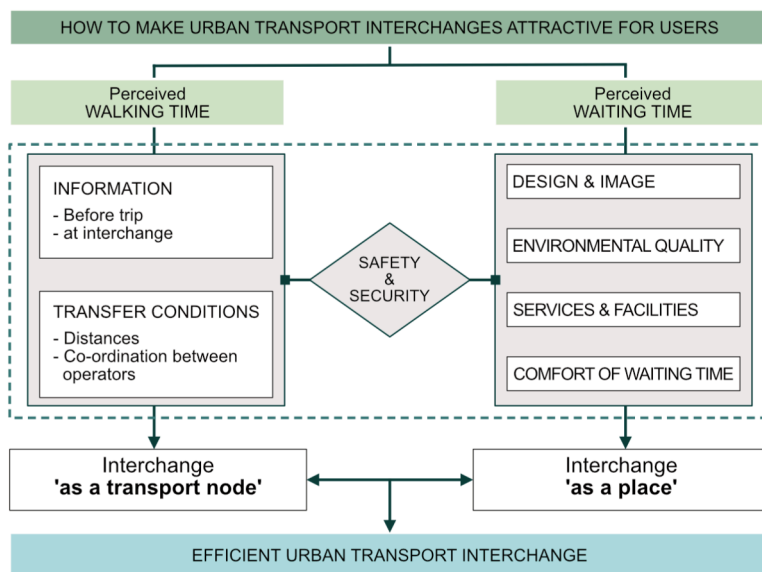 HOW TO MAKE URBAN TRANSPORT INTERCHANGES ATTRACTIVE FOR USERS
Perceived
WALKING TIME
Perceived
WAITING TIME
INFORMATION
- Before trip
- at interchange
TRANSFER CONDITIONS
- Distances
- Co-ordination between
operators
SAFETY
&
SECURITY
DESIGN & IMAGE
ENVIRONMENTAL QUALITY
SERVICES & FACILITIES
COMFORT OF WAITING TIME
Interchange
'as a transport node'
Interchange
'as a place'
EFFICIENT URBAN TRANSPORT INTERCHANGE